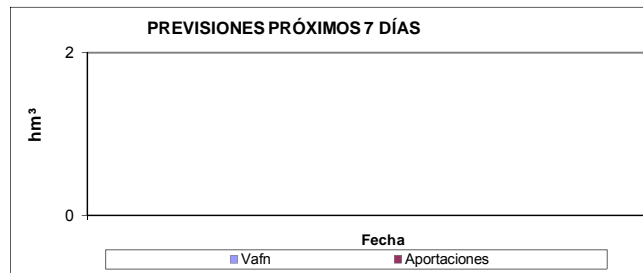 PREVISIONES PRÓXIMOS 7 DÍAS
2
hm³
0
Fecha
Vafn Aportaciones